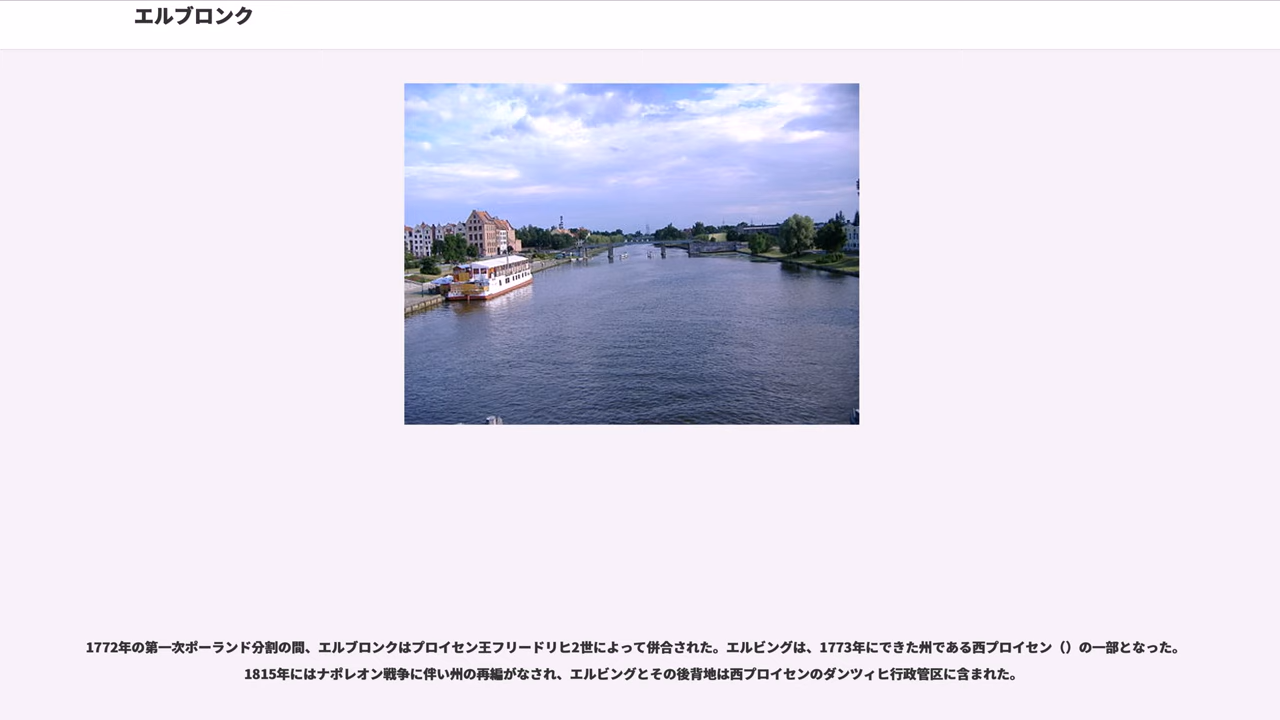 エルブロンク
1772年の第一次ポーランド分割の間、エルブロンクはプロイセン王フリードリヒ2世によって併合された。エルビングは、1773年にできた州である西プロイセン（）の一部となった。
1815年にはナポレオン戦争に伴い州の再編がなされ、エルビングとその後背地は西プロイセンのダンツィヒ行政管区に含まれた。